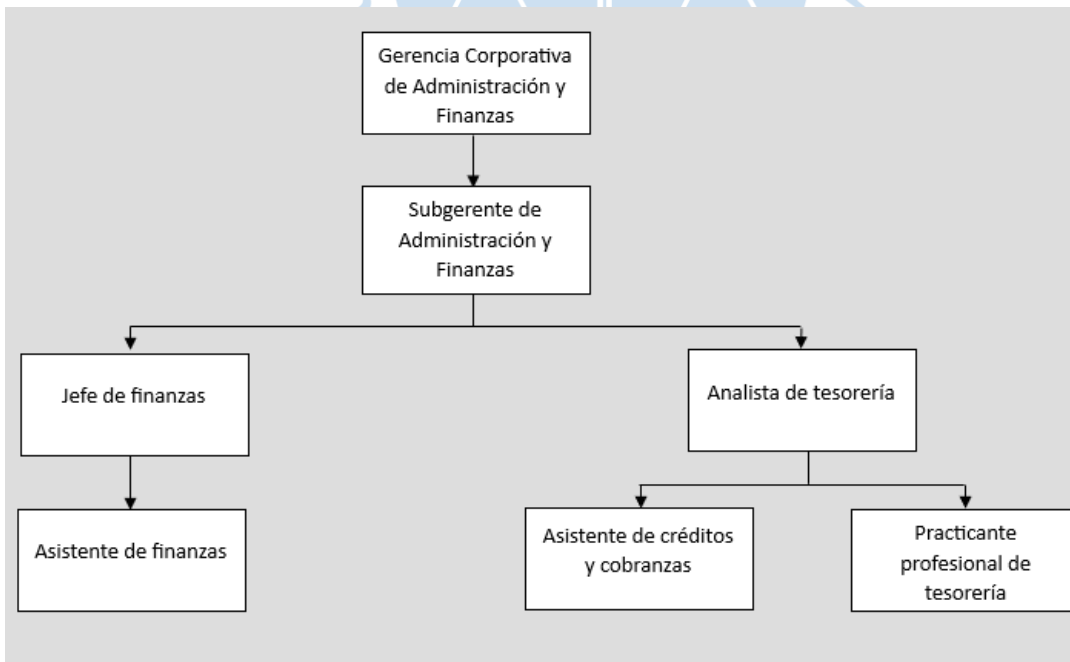 Gerencia Corporativa
de Administración y
Finanzas
Subgerente de
Administración y
Finanzas
Jefe de finanzas
Analista de tesorería
Asistente de finanzas
Asistente de créditos
y cobranzas
Practicante
profesional de
tesorería